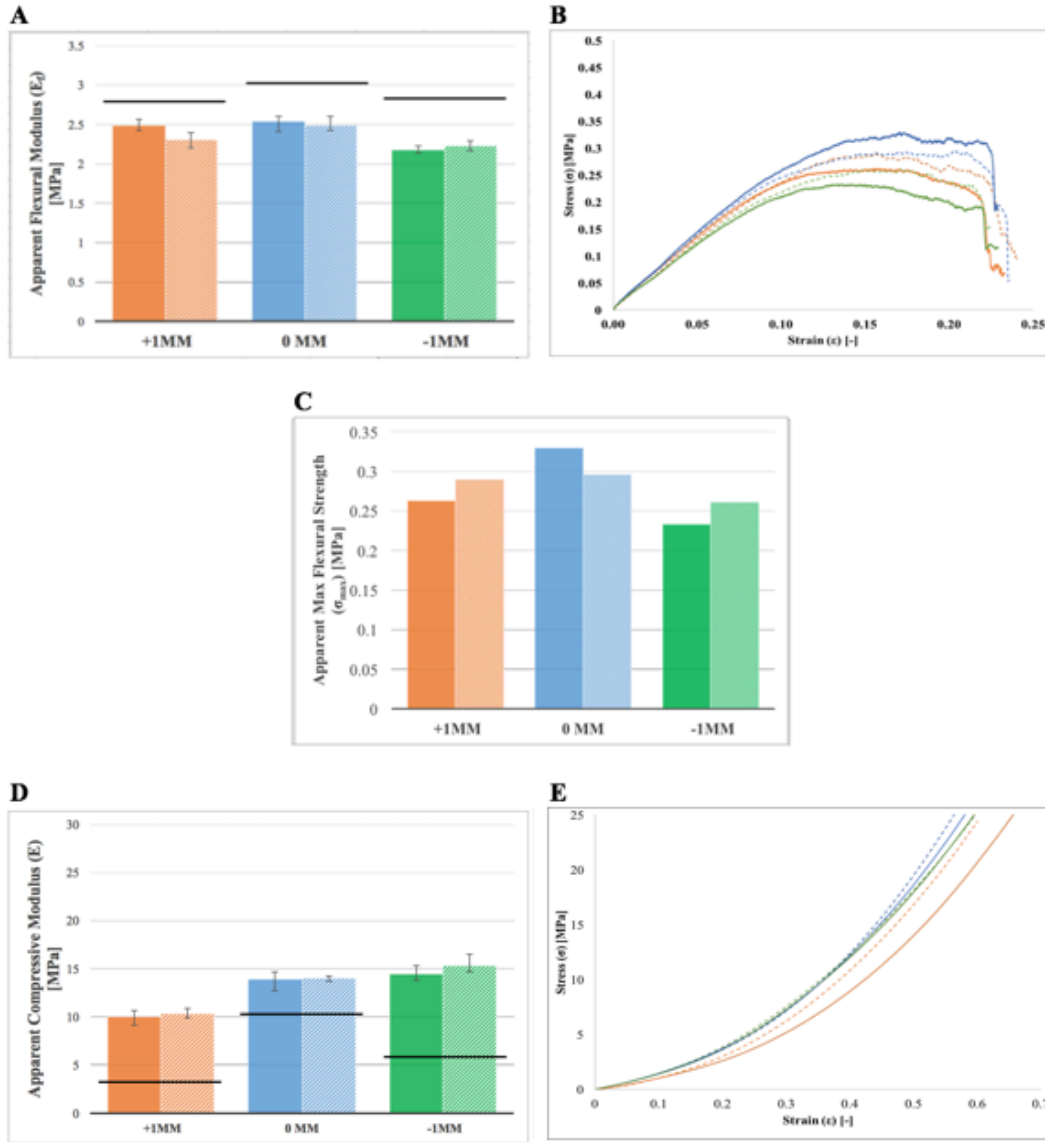 A
Apparent Flexural Modulus (Ef)
[MPa]
3.5
3
2.5
2
1.5
1
0.5
0
+1MM
0 MM
-1MM
B
Stress (σ) [MPa]
0.5
0.45
0.4
0.35
0.3
0.25
0.2
0.15
0.1
0.05
0
0.00
0.05
0.10
0.15
0.20
0.25
Strain (ε) [-]
C
Apparent Max Flexural Strength
(σmax) [MPa]
0.35
0.3
0.25
0.2
0.15
0.1
0.05
0
+1MM
0 MM
-1MM
D
Apparent Compressive Modulus (E)
[MPa]
30
25
20
15
10
5
0
+1MM
0 MM
-1MM
E
Stress (σ) [MPa]
25
20
15
10
5
0
0
0.1
0.2
0.3
0.4
0.5
0.6
0.7
Strain (ε) [-]